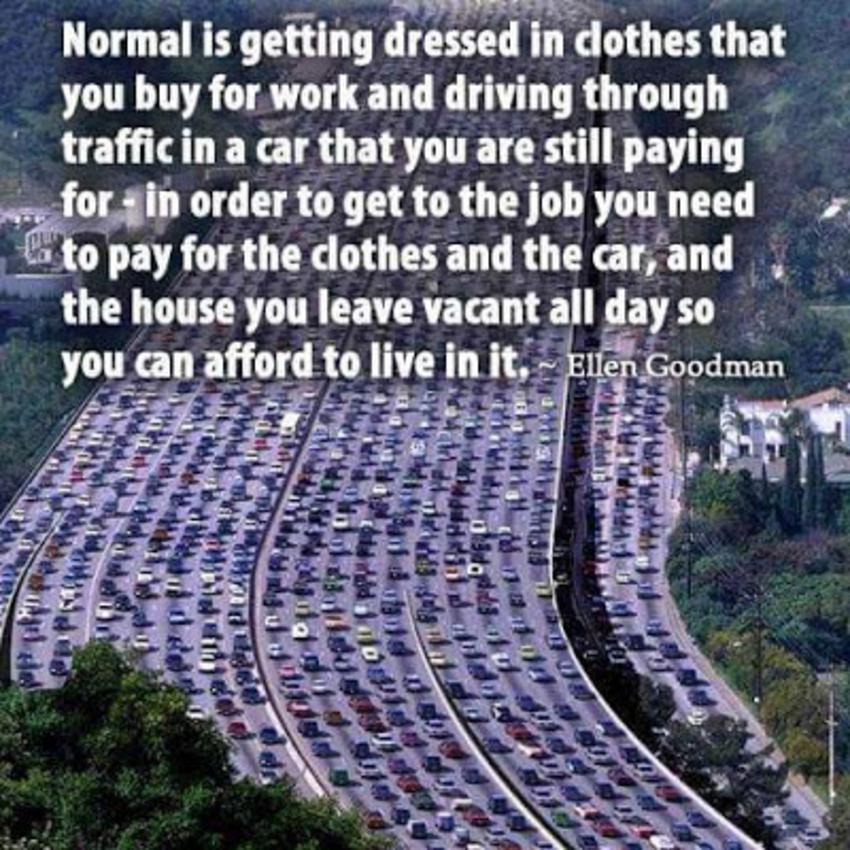 Normal is getting dressed in clothes that
you buy for work and driving through
traffic in a car that you are still paying
for - in order to get to the job you need
to pay for the clothes and the car, and
the house you leave vacant all day so
you can afford to live in it. ~ Ellen Goodman